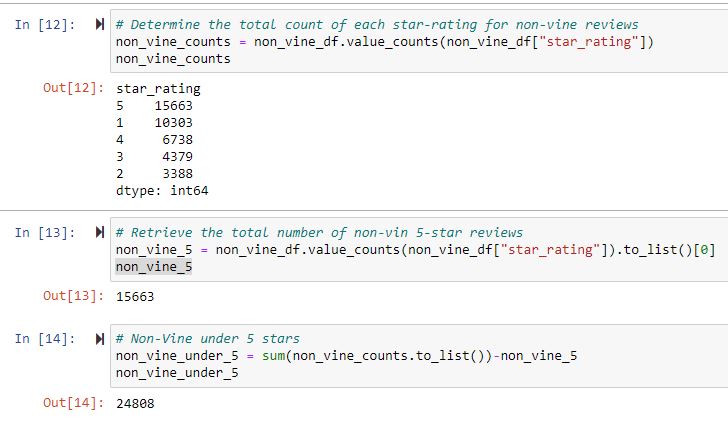 In [12]: # Determine the total count of each star-rating for non-vine reviews
non_vine_counts = non_vine_df.value_counts(non_vine_df["star_rating"])
non_vine_counts
Out[12]: star_rating
5 15663
1 10303
4 6738
3 4379
2 3388
dtype: int64
In [13]: # Retrieve the total number of non-vin 5-star reviews
non_vine_5 = non_vine_df.value_counts(non_vine_df["star_rating"]).to_list()[0]
non_vine_5
Out[13]: 15663
In [14]: # Non-Vine under 5 stars
non_vine_under_5 = sum(non_vine_counts.to_list())-non_vine_5
non_vine_under_5
Out[14]: 24808